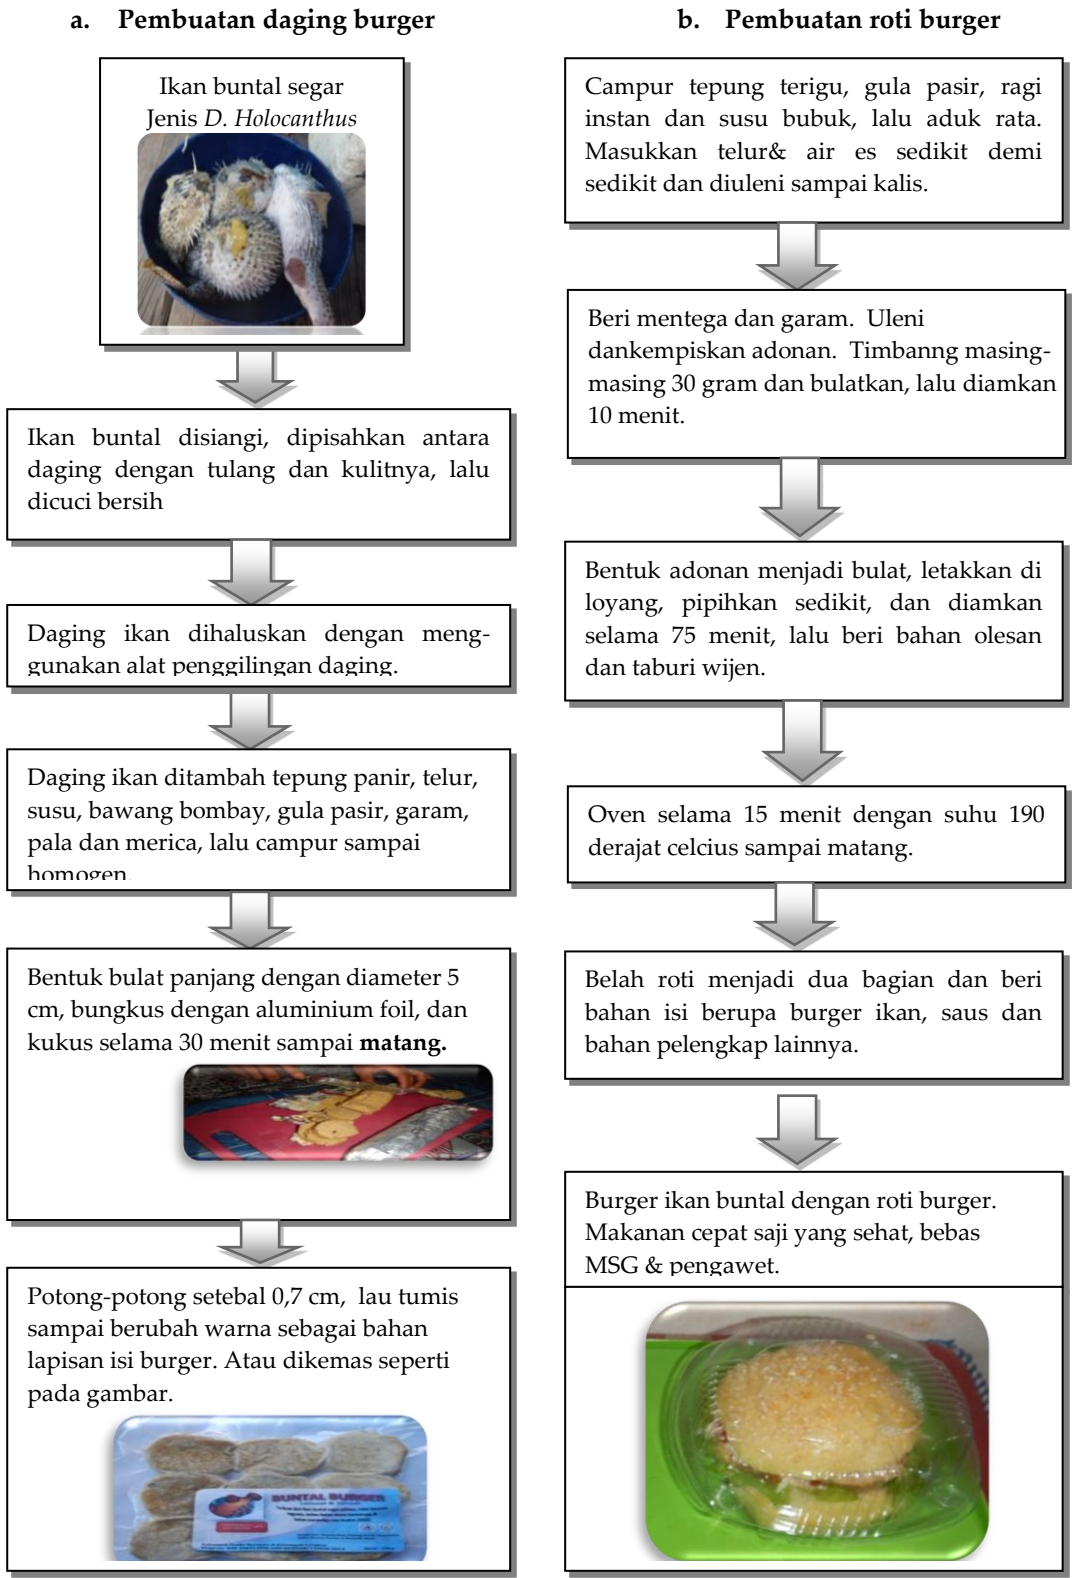 a. Pembuatan daging burger
Ikan buntal segar
Jenis D. Holocanthus
Ikan buntal disiangi, dipisahkan antara
daging dengan tulang dan kulitnya, lalu
dicuci bersih
Daging ikan dihaluskan dengan meng-
gunakan alat penggilingan daging.
Daging ikan ditambah tepung panir, telur,
susu, bawang bombay, gula pasir, garam,
pala dan merica, lalu campur sampai
homogen.
Bentuk bulat panjang dengan diameter 5
cm, bungkus dengan aluminium foil, dan
kukus selama 30 menit sampai matang.
Potong-potong setebal 0,7 cm, lau tumis
sampai berubah warna sebagai bahan
lapisan isi burger. Atau dikemas seperti
pada gambar.
BUNTAL BURGER
b. Pembuatan roti burger
Campur tepung terigu, gula pasir, ragi
instan dan susu bubuk, lalu aduk rata.
Masukkan telur& air es sedikit demi
sedikit dan diuleni sampai kalis.
Beri mentega dan garam. Uleni
dankempiskan adonan. Timbanng masing-
masing 30 gram dan bulatkan, lalu diamkan
10 menit.
Bentuk adonan menjadi bulat, letakkan di
loyang, pipihkan sedikit, dan diamkan
selama 75 menit, lalu beri bahan olesan
dan taburi wijen.
Oven selama 15 menit dengan suhu 190
derajat celcius sampai matang.
Belah roti menjadi dua bagian dan beri
bahan isi berupa burger ikan, saus dan
bahan pelengkap lainnya.
Burger ikan buntal dengan roti burger.
Makanan cepat saji yang sehat, bebas
MSG & pengawet.